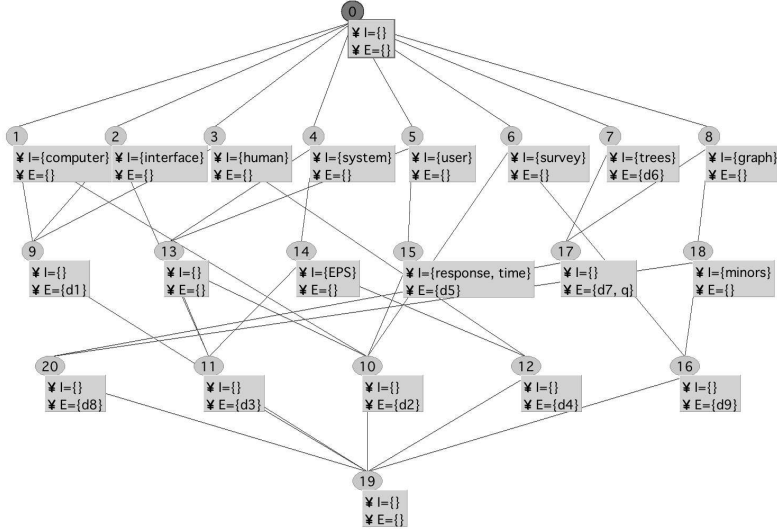 0
¥ I={}
¥ E={}
1
2
3
4
5
6
7
8
¥ I={computer}
¥ E={}
¥ I={interface}
¥ E={}
¥ I={human}
¥ E={}
¥ I={system}
¥ E={}
¥ I={user}
¥ E={}
¥ I={survey}
¥ E={}
¥ I={trees}
¥ E={d6}
¥ I={graph}
¥ E={}
9
13
14
15
17
18
¥ I={}
¥ E={d1}
¥ I={}
¥ E={}
¥ I={EPS}
¥ E={}
¥ I={response, time}
¥ E={d5}
¥ I={}
¥ E={d7, q}
¥ I={minors}
¥ E={}
20
11
10
12
16
¥ I={}
¥ E={d8}
¥ I={}
¥ E={d3}
¥ I={}
¥ E={d2}
¥ I={}
¥ E={d4}
¥ I={}
¥ E={d9}
19
¥ I={}
¥ E={}